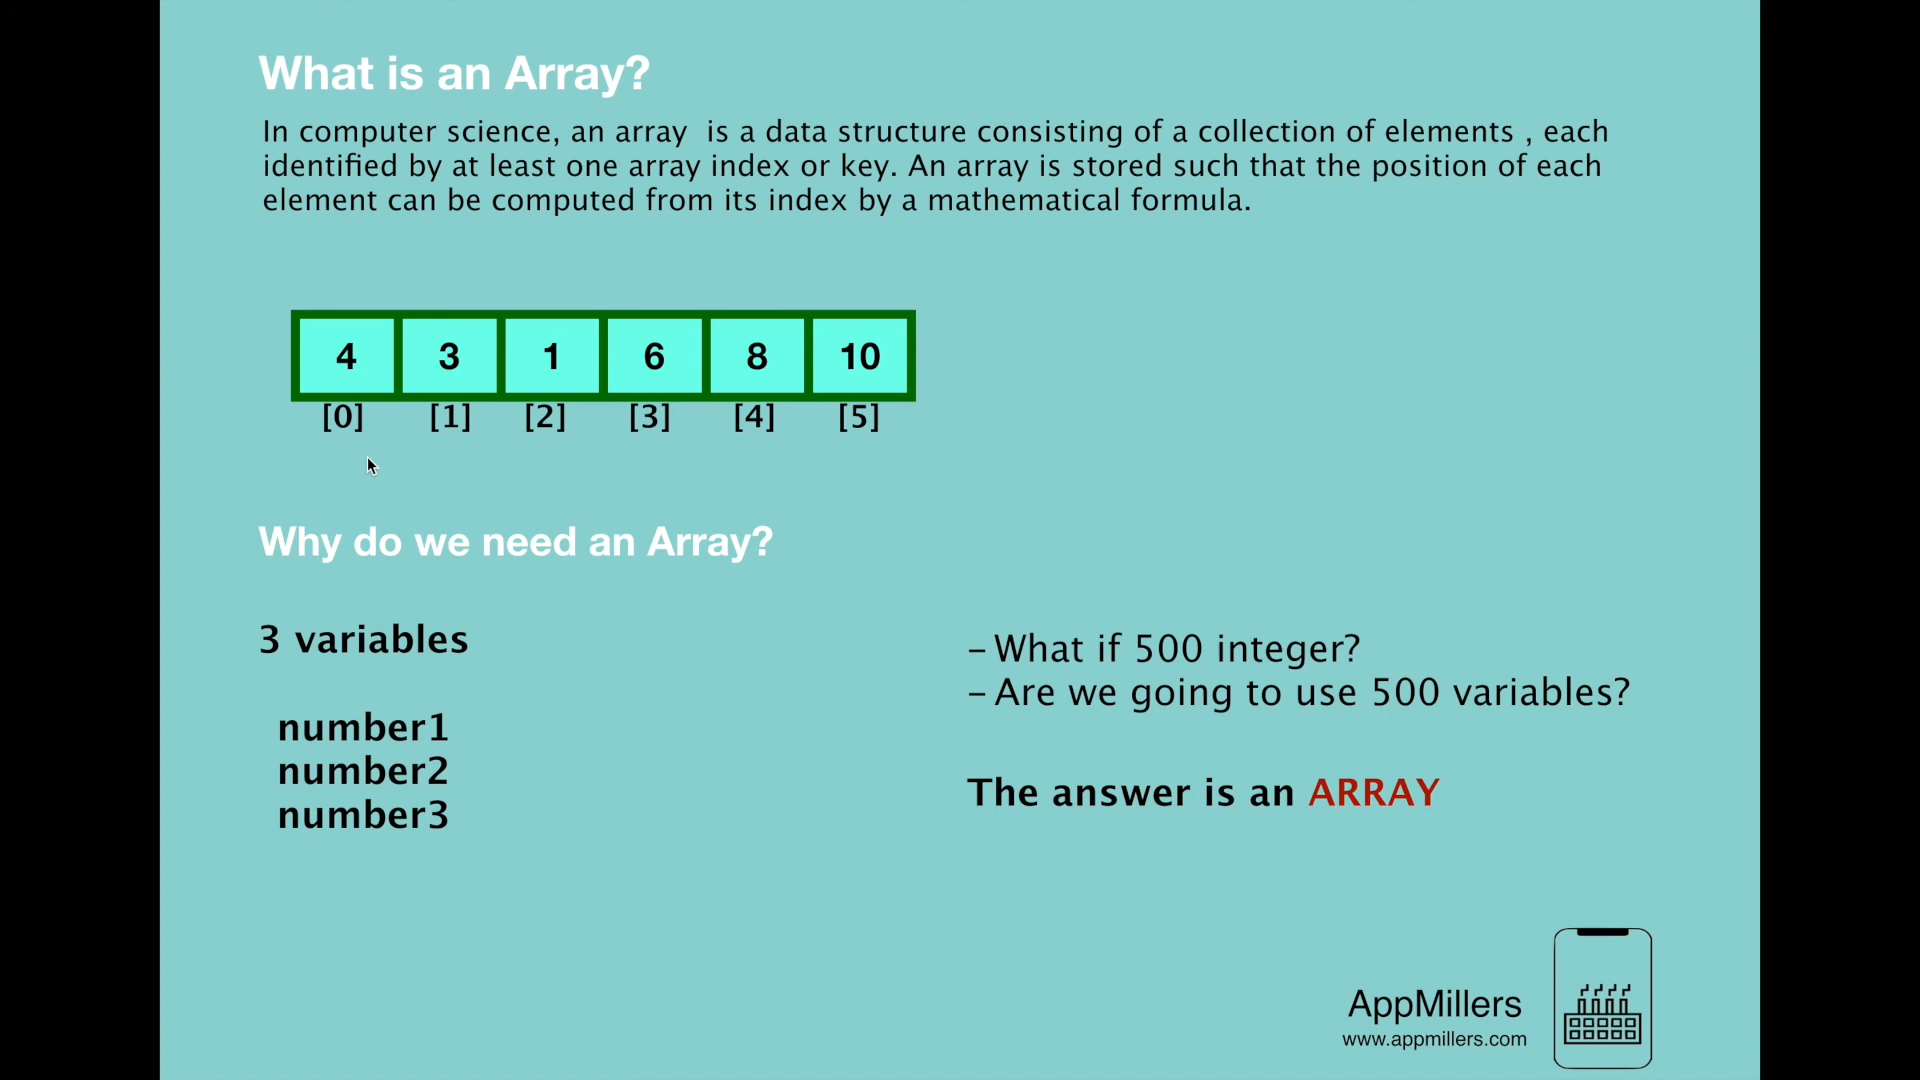 What is an Array?
In computer science, an array is a data structure consisting of a collection of elements , each
identified by at least one array index or key. An array is stored such that the position of each
element can be computed from its index by a mathematical formula.
4 3 1 6 8 10
[0] [1] [2] [3] [4] [5]
Why do we need an Array?
3 variables
number1
number2
number3
– What if 500 integer?
– Are we going to use 500 variables?
The answer is an ARRAY
AppMillers
www.appmillers.com